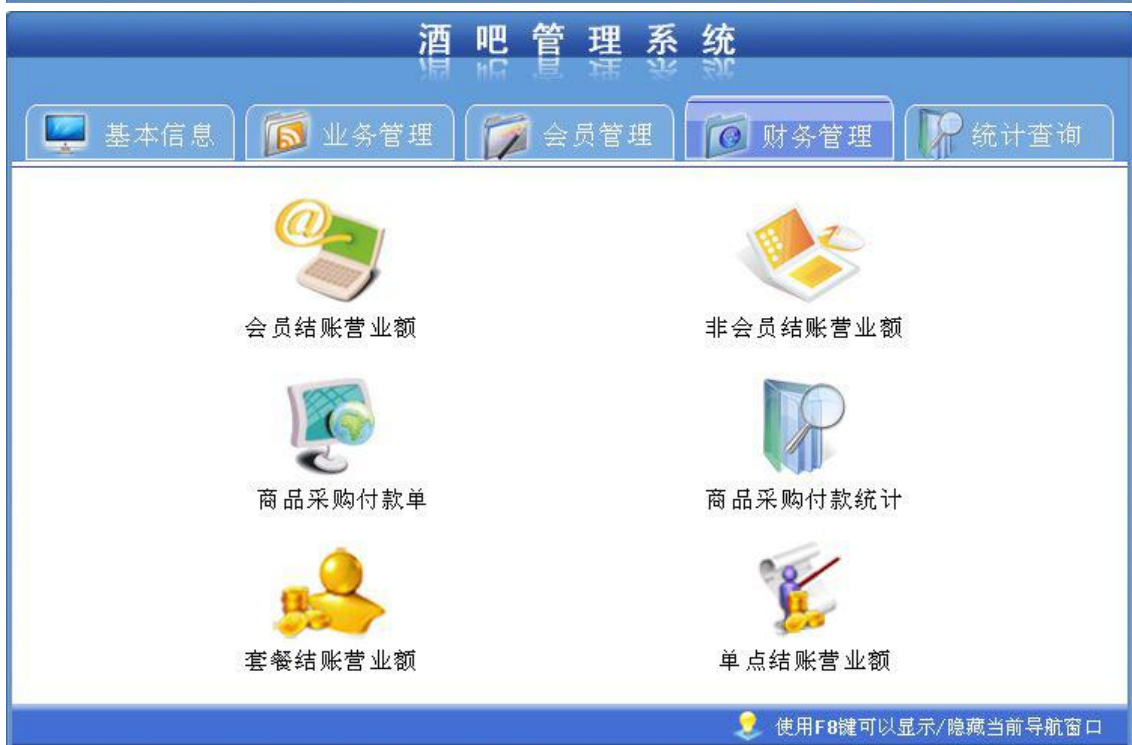 酒吧管理系统
基本信息 业务管理 会员管理 财务管理 统计查询
会员结账营业额 非会员结账营业额
商品采购付款单 商品采购付款统计
套餐结账营业额 单点结账营业额
使用F8键可以显示/隐藏当前导航窗口